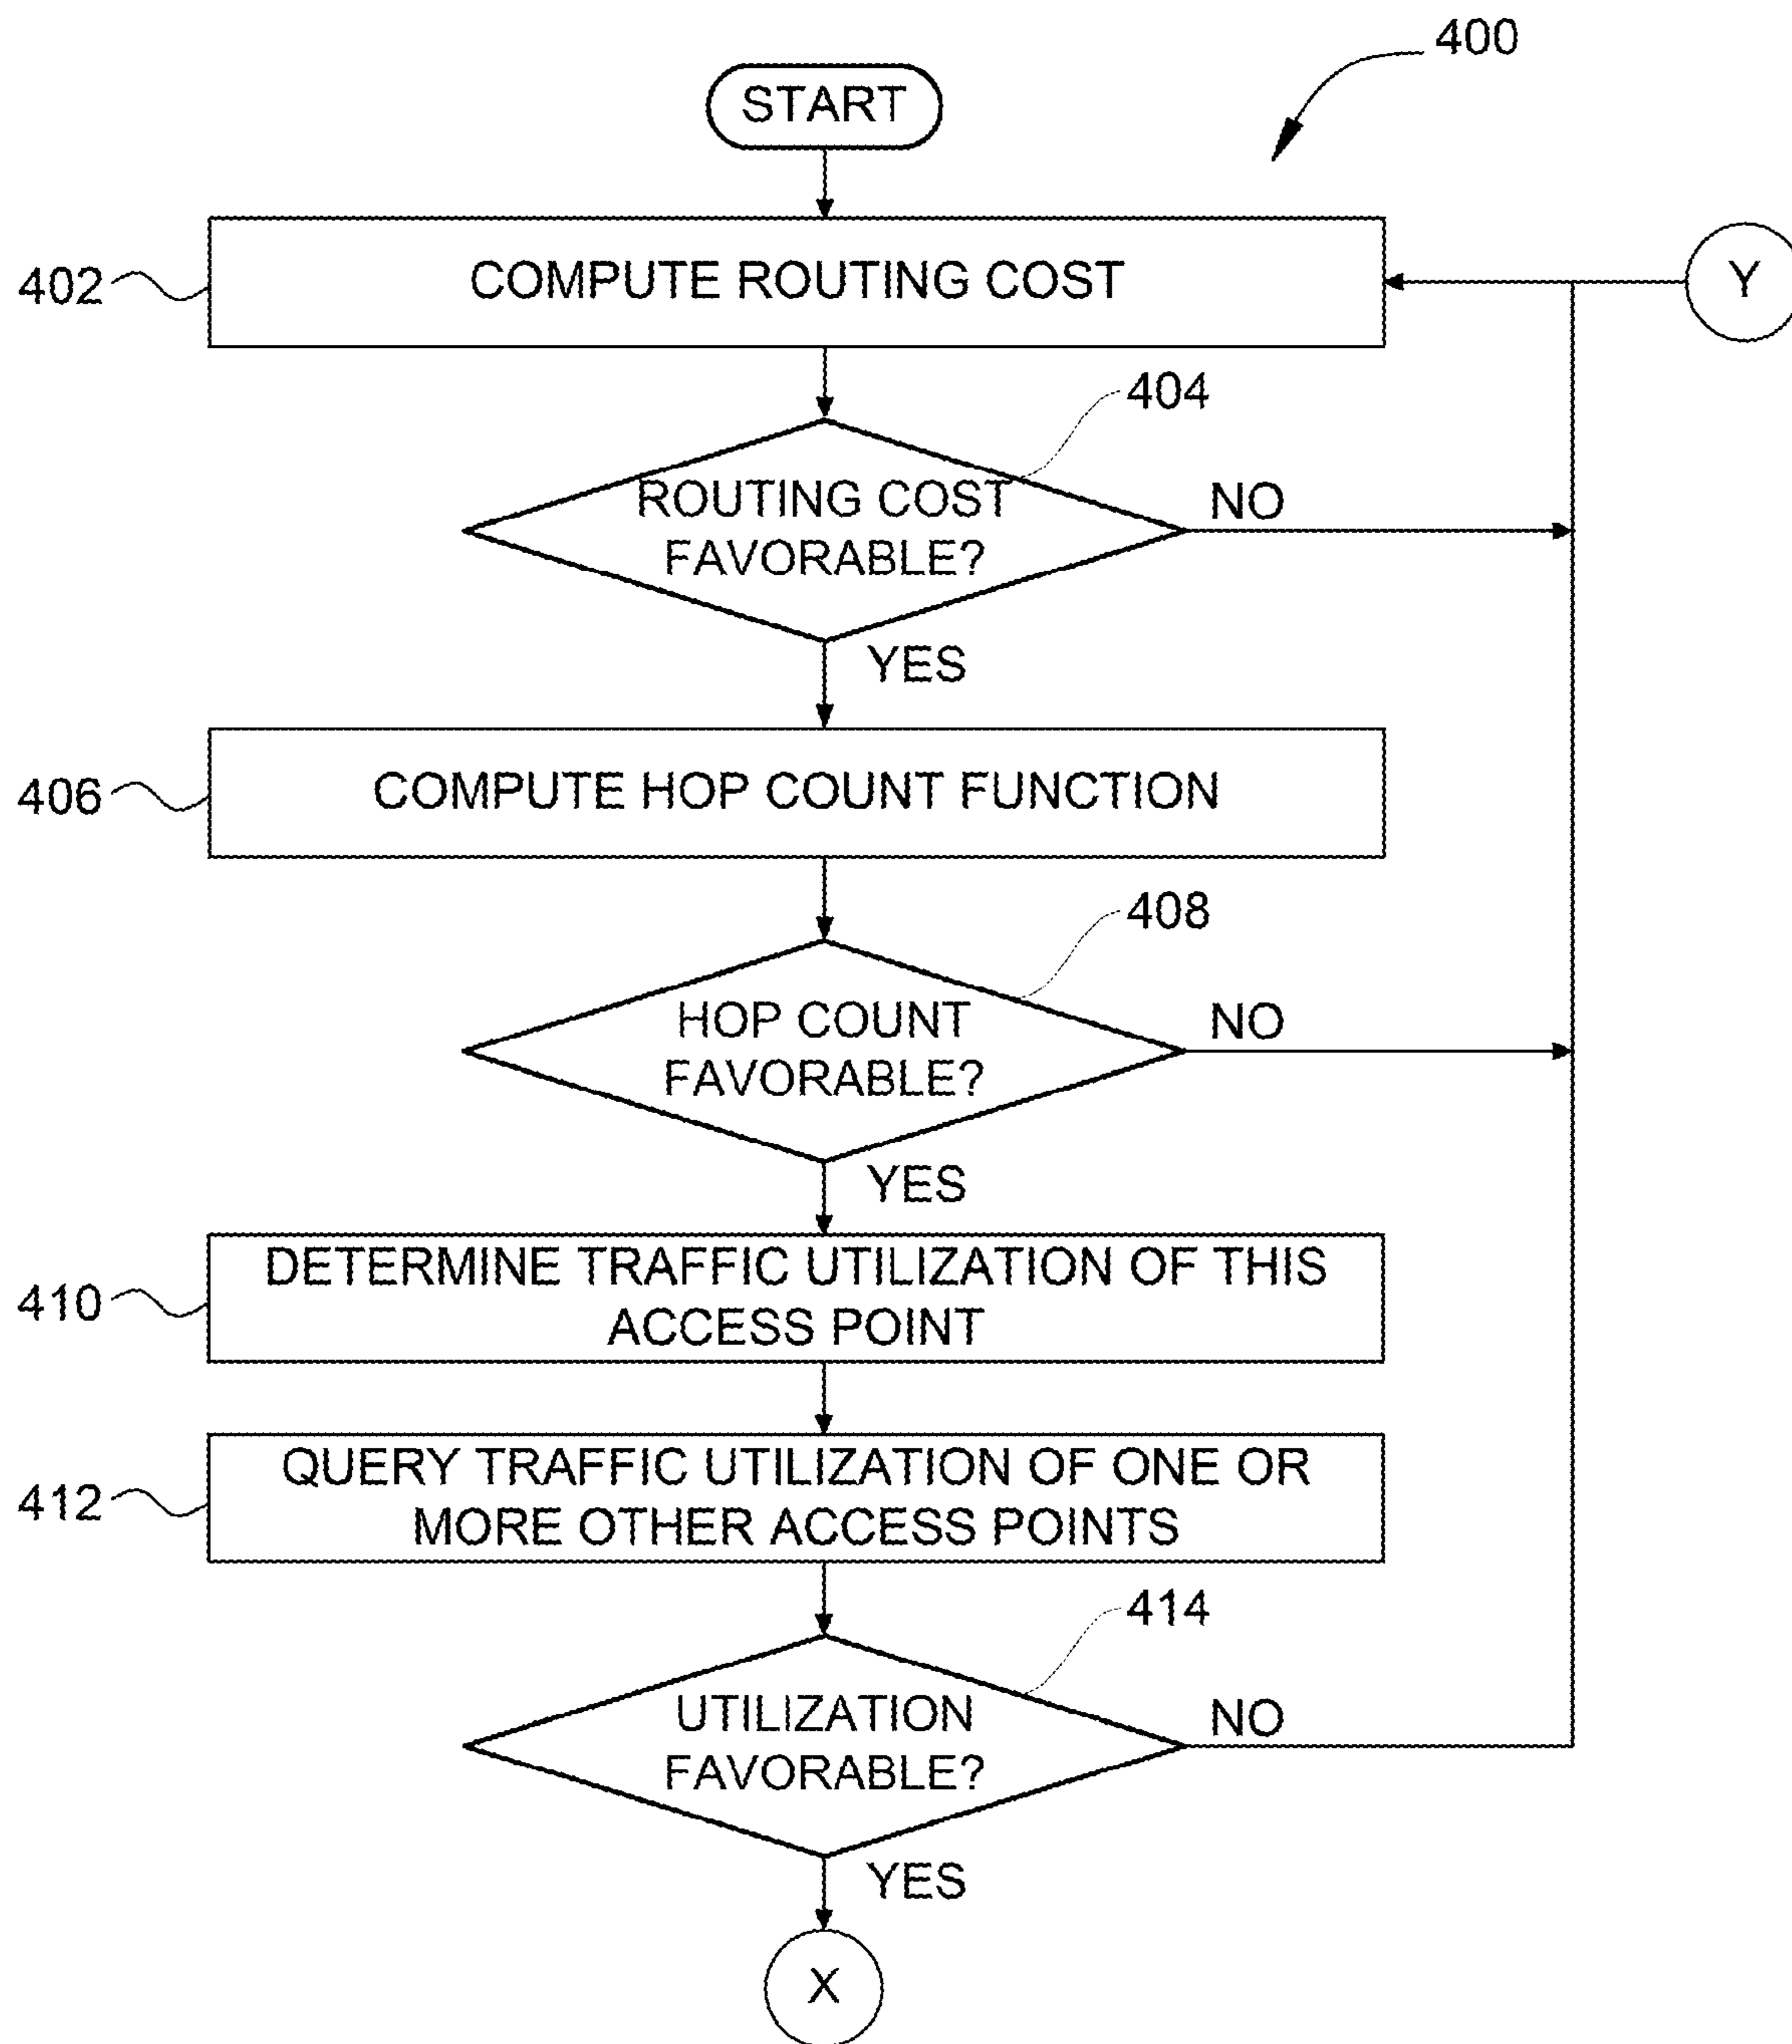 400
START
402
COMPUTE ROUTING COST
Y
404
ROUTING COST
FAVORABLE?
NO
YES
406
COMPUTE HOP COUNT FUNCTION
408
HOP COUNT
FAVORABLE?
NO
YES
410
DETERMINE TRAFFIC UTILIZATION OF THIS
ACCESS POINT
412
QUERY TRAFFIC UTILIZATION OF ONE OR
MORE OTHER ACCESS POINTS
414
UTILIZATION
FAVORABLE?
NO
YES
X